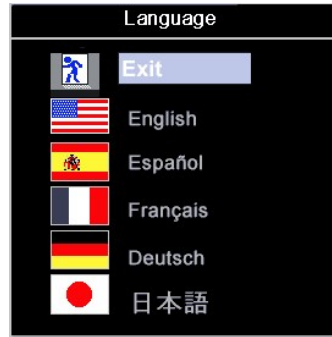 Language
Exit
English
Español
Français
Deutsch
日本語